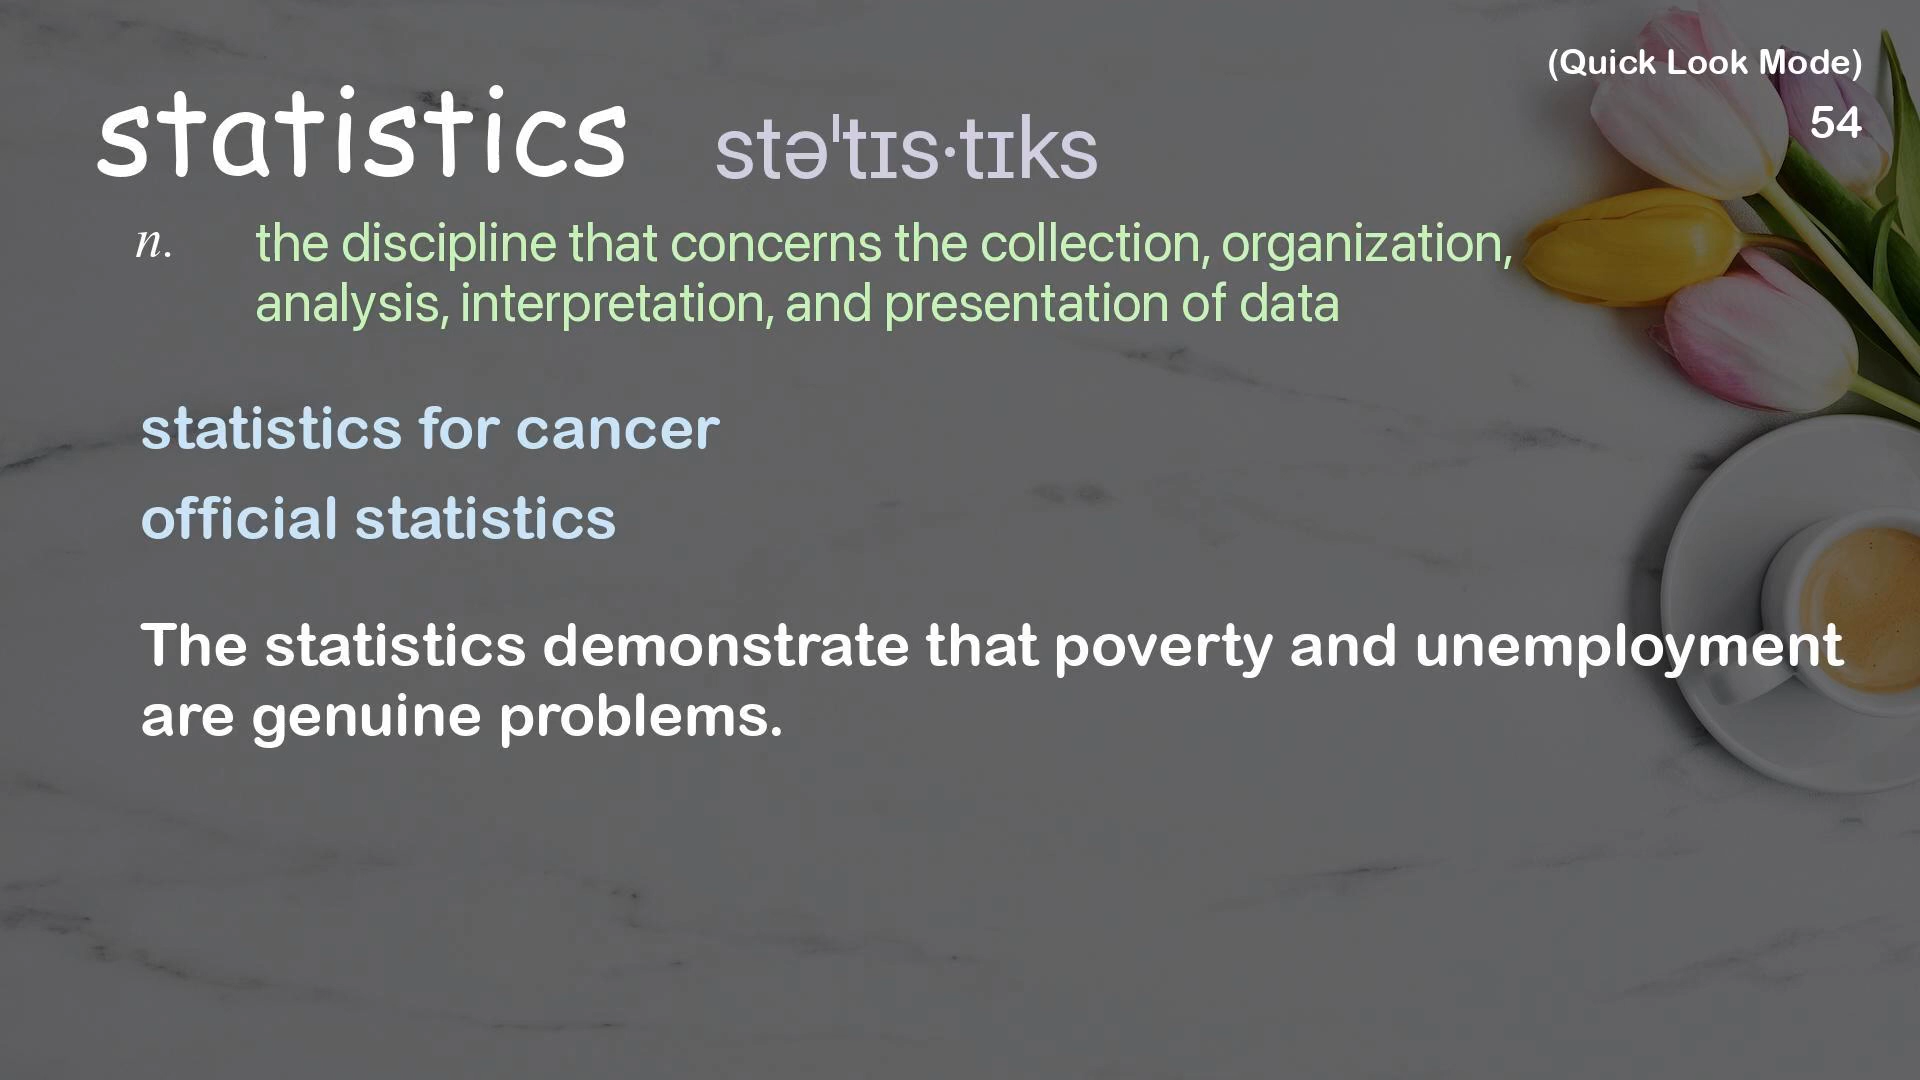 (Quick Look Mode)
54
statistics stəˈtɪs·tɪks
n. the discipline that concerns the collection, organization,
analysis, interpretation, and presentation of data
statistics for cancer
official statistics
The statistics demonstrate that poverty and unemployment
are genuine problems.